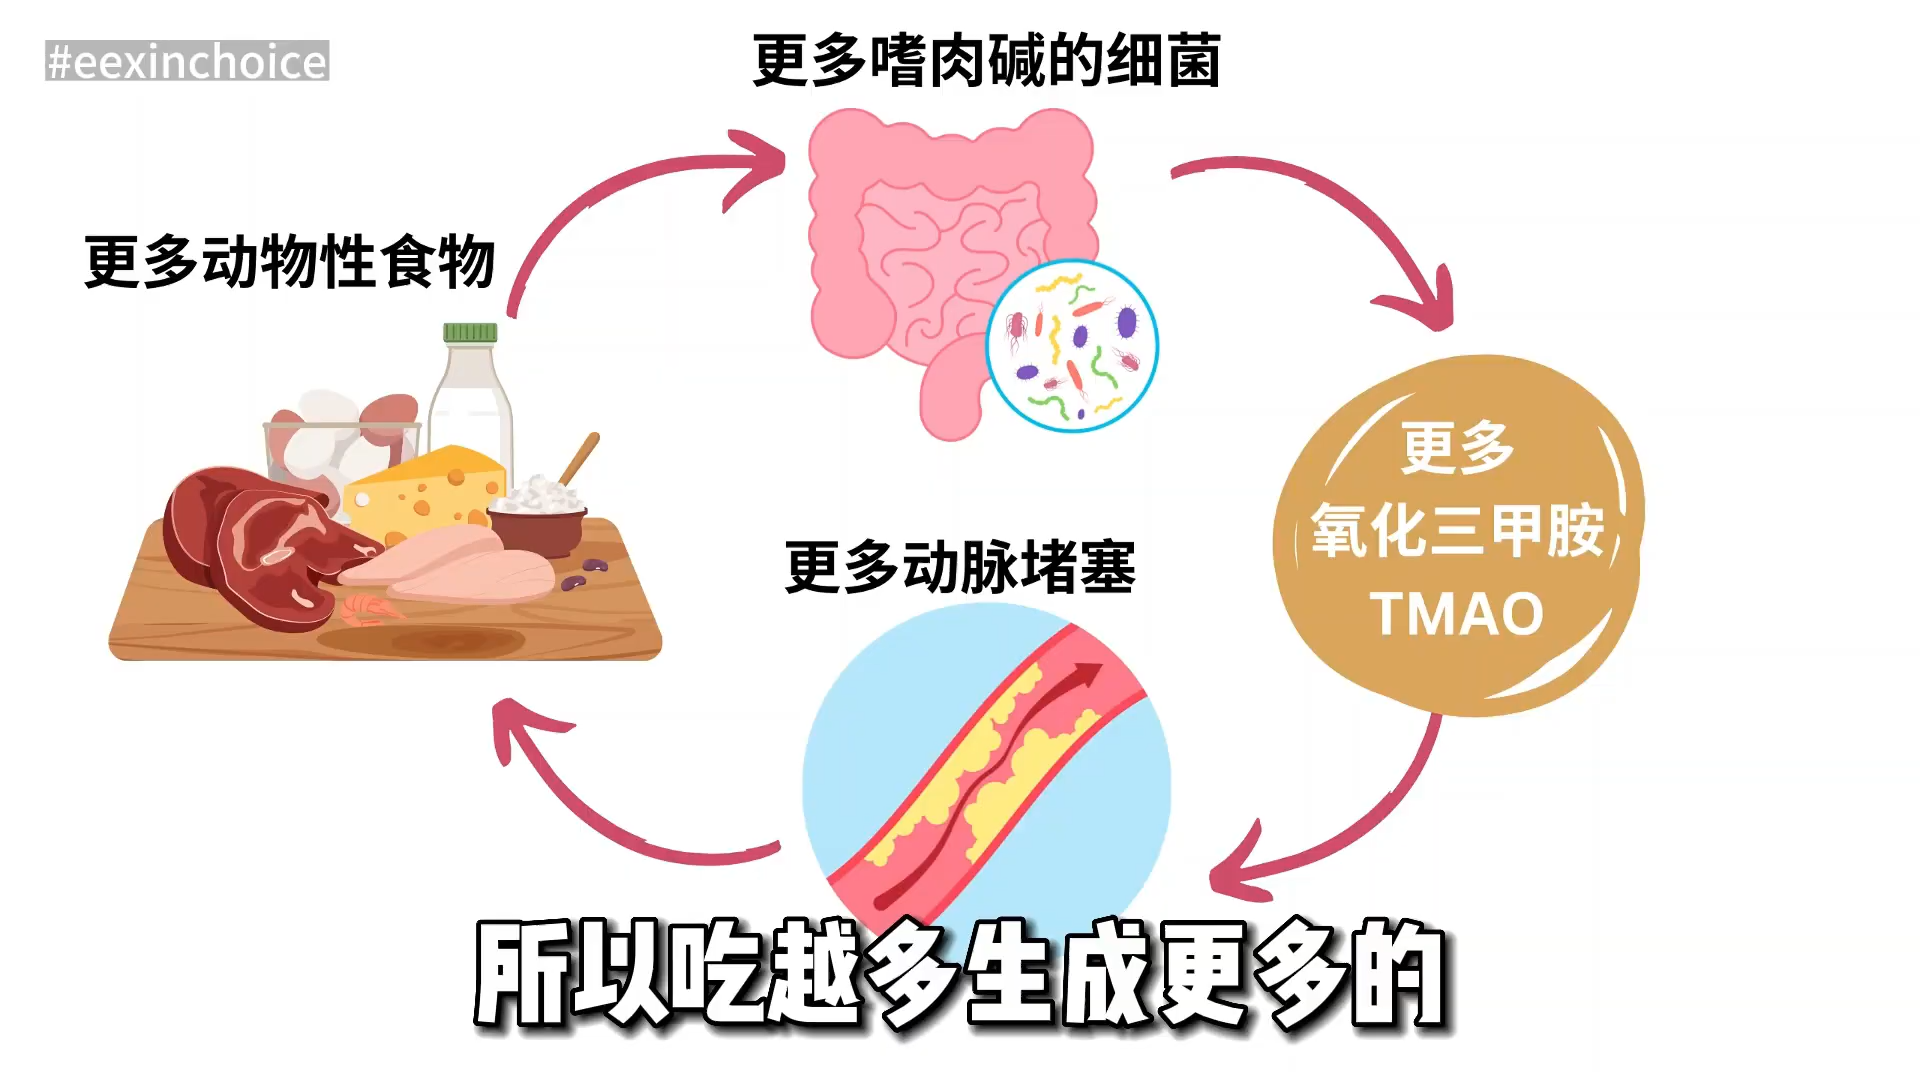 #eexinchoice
更多嗜肉碱的细菌
更多动物性食物
更多
氧化三甲胺
TMAO
更多动脉堵塞
所以吃越多生成更多的